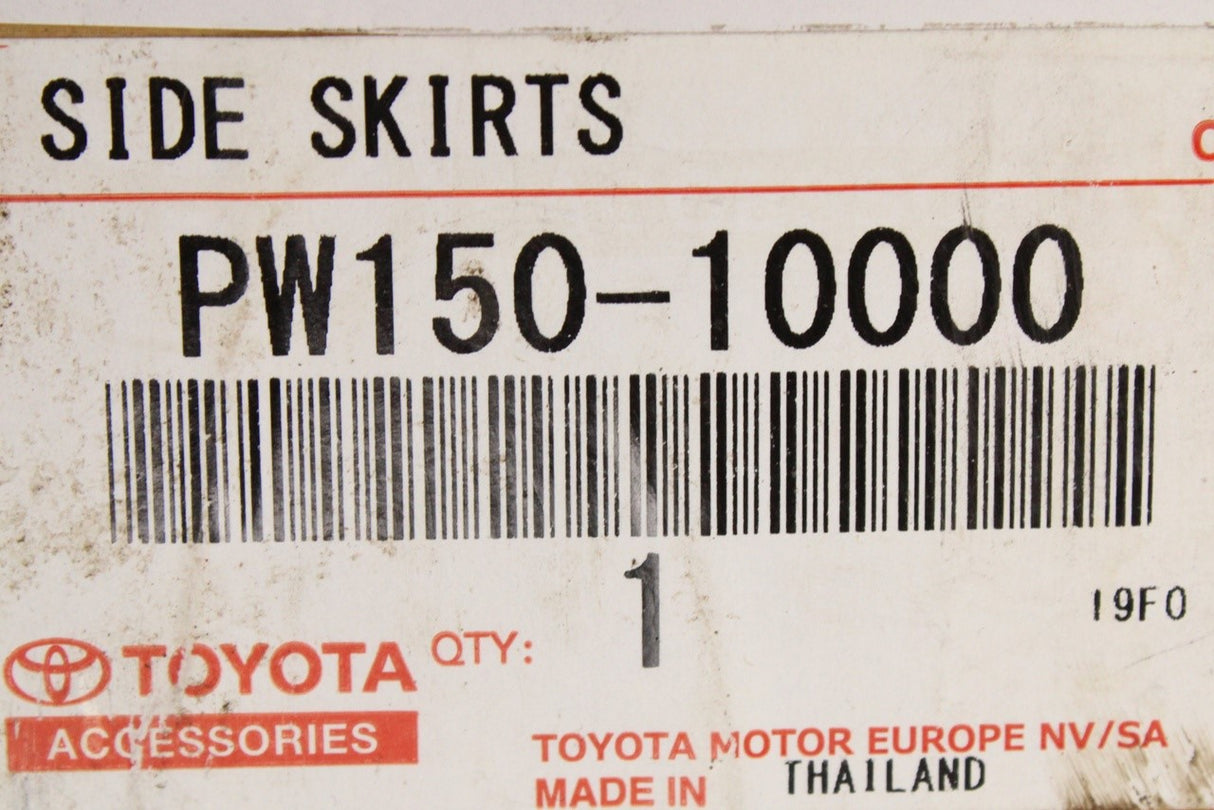 SIDE SKIRTS
PW150-10000
1
19F0
TOYOTA QTY:
ACCESSORIES
TOYOTA MOTOR EUROPE NV/SA
MADE IN THAILAND